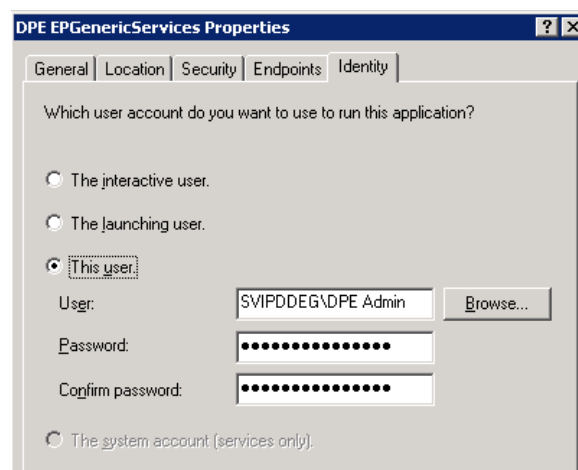 DPE EPGenericServices Properties ? X
General Location Security Endpoints Identity
Which user account do you want to use to run this application?
The interactive user.
The launching user.
This user.
User: SVIPDDEG\DPE Admin Browse...
Password: •••••••••••••••
Confirm password: •••••••••••••••
The system account (services only).